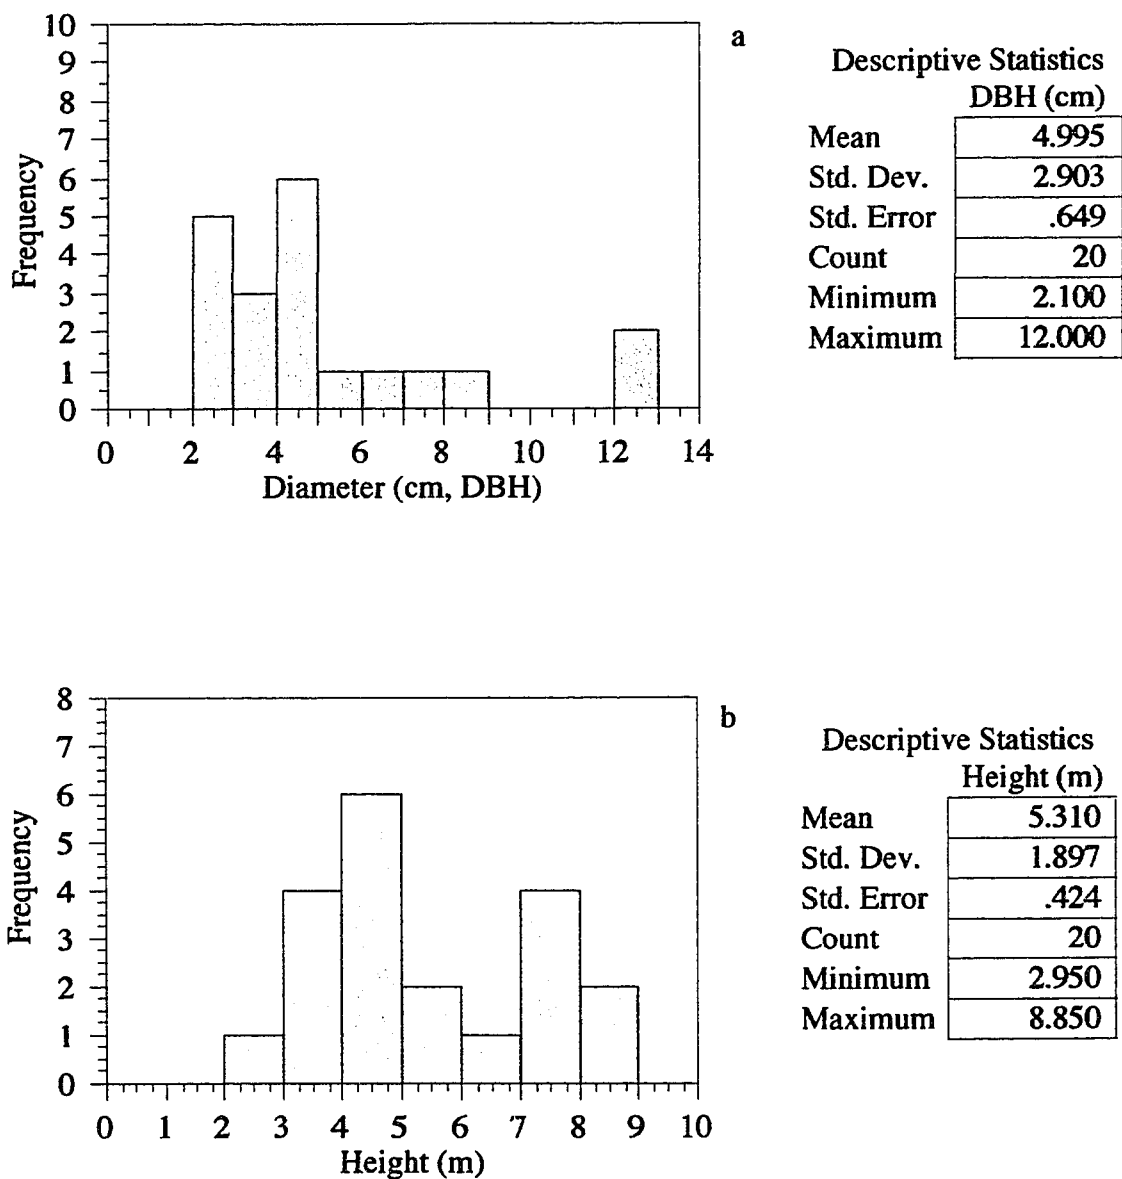 a
Descriptive Statistics
DBH (cm)
Mean 4.995
Std. Dev. 2.903
Std. Error .649
Count 20
Minimum 2.100
Maximum 12.000
Frequency
10
9
8
7
6
5
4
3
2
1
0
0 2 4 6 8 10 12 14
Diameter (cm, DBH)
b
Descriptive Statistics
Height (m)
Mean 5.310
Std. Dev. 1.897
Std. Error .424
Count 20
Minimum 2.950
Maximum 8.850
Frequency
8
7
6
5
4
3
2
1
0
0 1 2 3 4 5 6 7 8 9 10
Height (m)